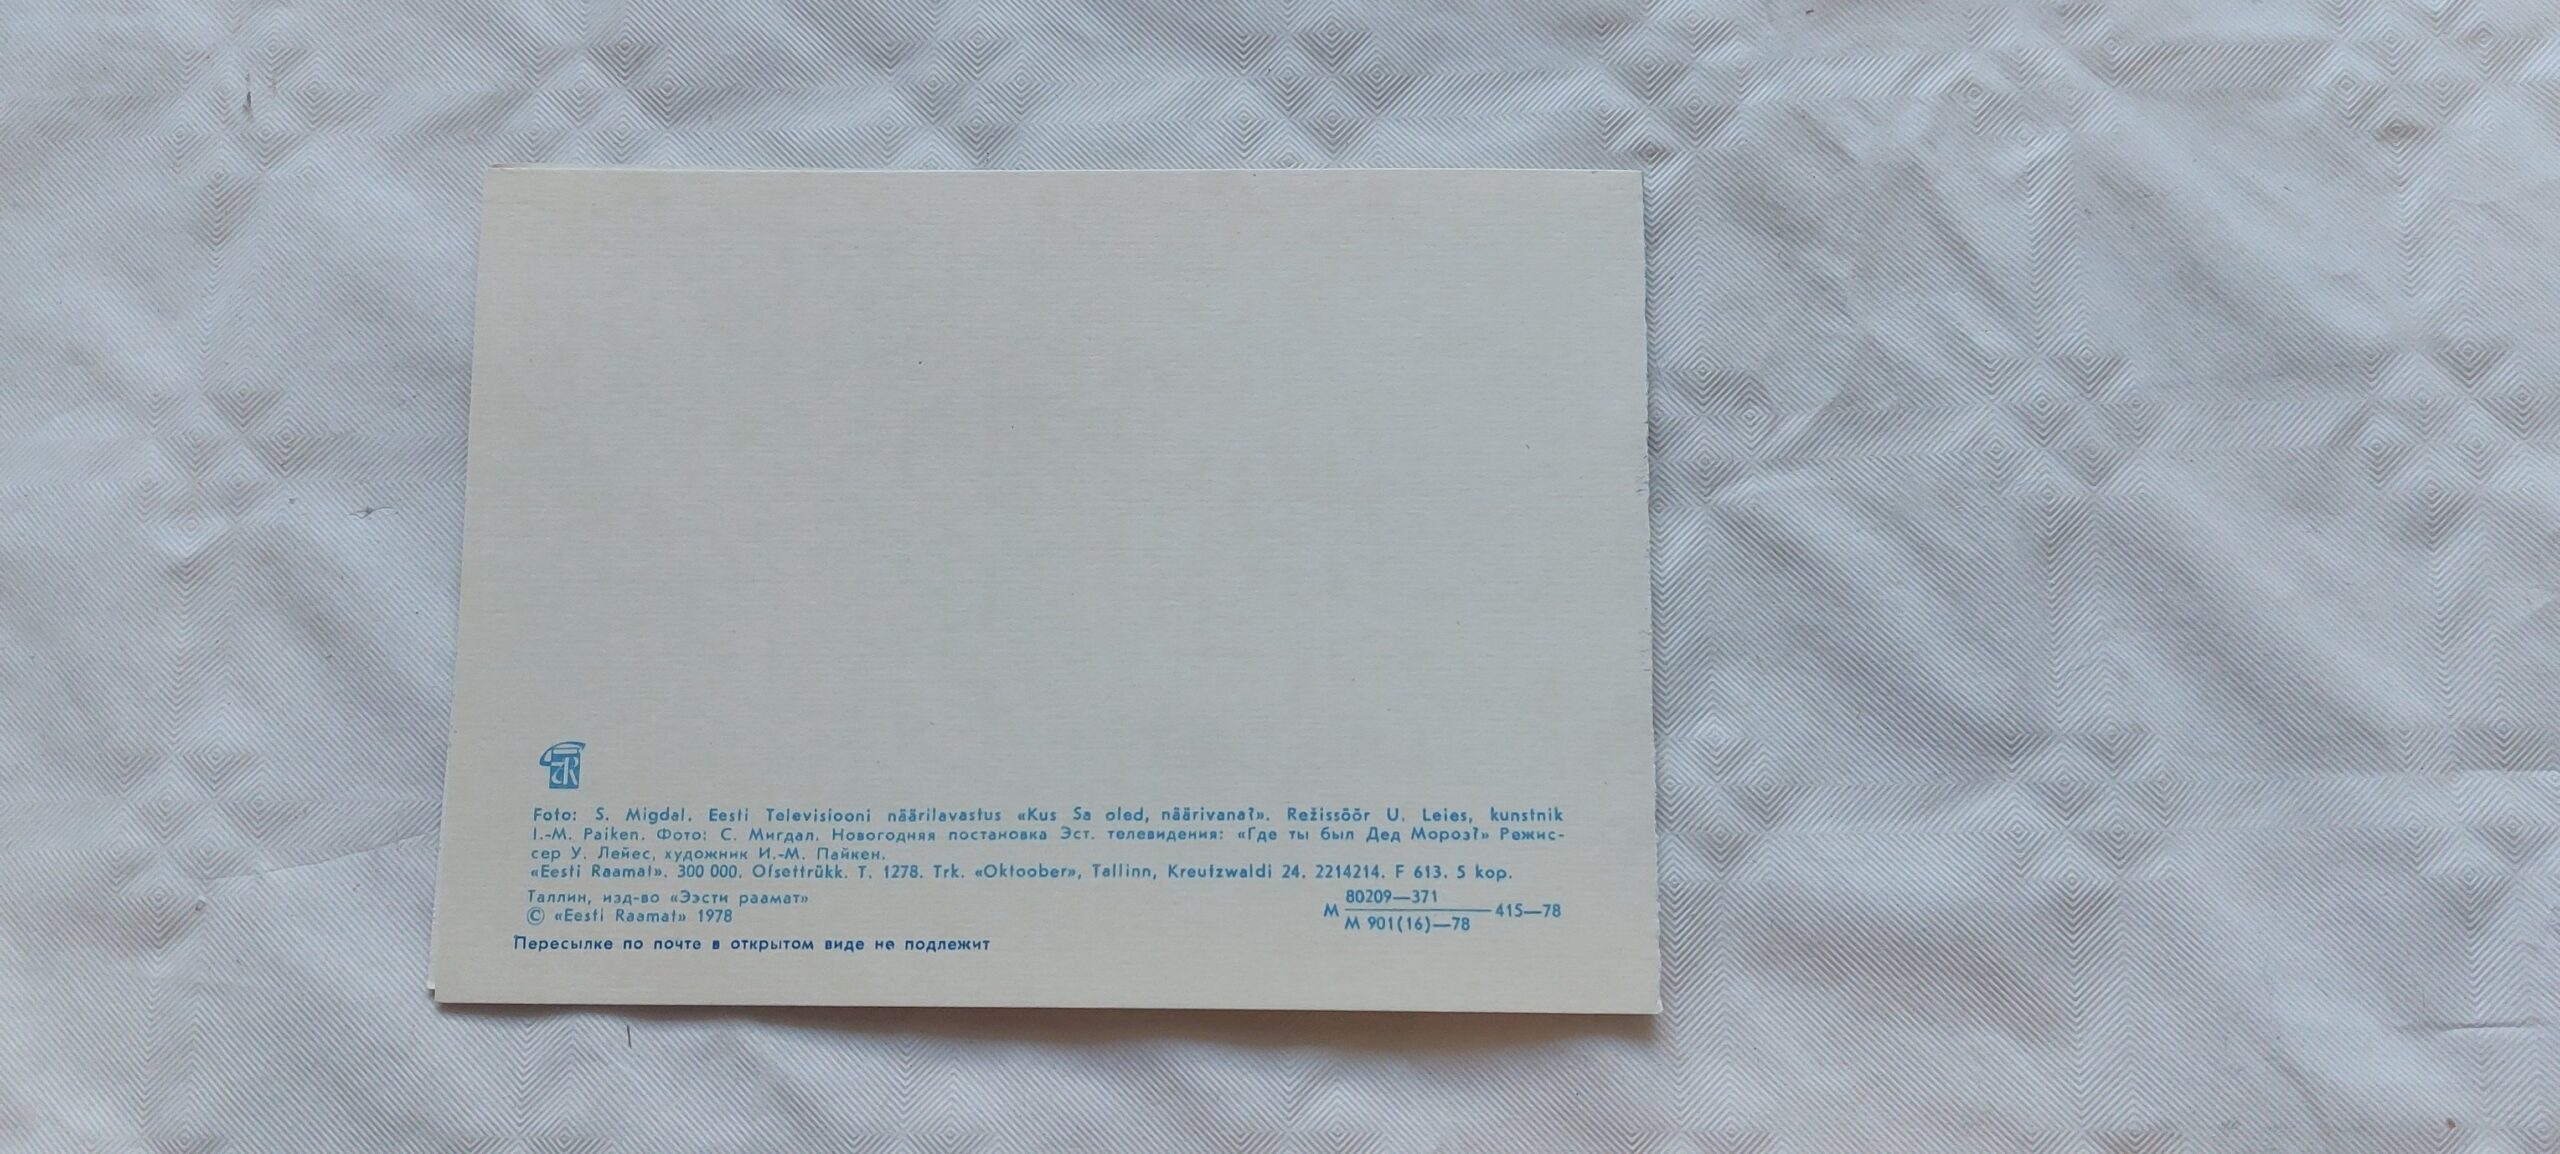 Foto: S. Migdal. Eesti Televisiooni näärilavastus «Kus Sa oled, näärivana?». Režissöör U. Leies, kunstnik
I.-M. Paiken. Фото: С. Мигдал. Новогодняя постановка Эст. телевидения: «Где ты был Дед Мороз?» Режис-
сер У. Лейес, художник И.-М. Пайкен.
«Eesti Raamat». 300 000. Ofsettrükk. T. 1278. Trk. «Oktoober», Tallinn, Kreutzwaldi 24. 2214214. F 613. 5 kop.
Таллин, изд-во «Ээсти раамат»
© «Eesti Raamat» 1978
80209—371
М 415—78
М 901(16)—78
Пересылке по почте в открытом виде не подлежит